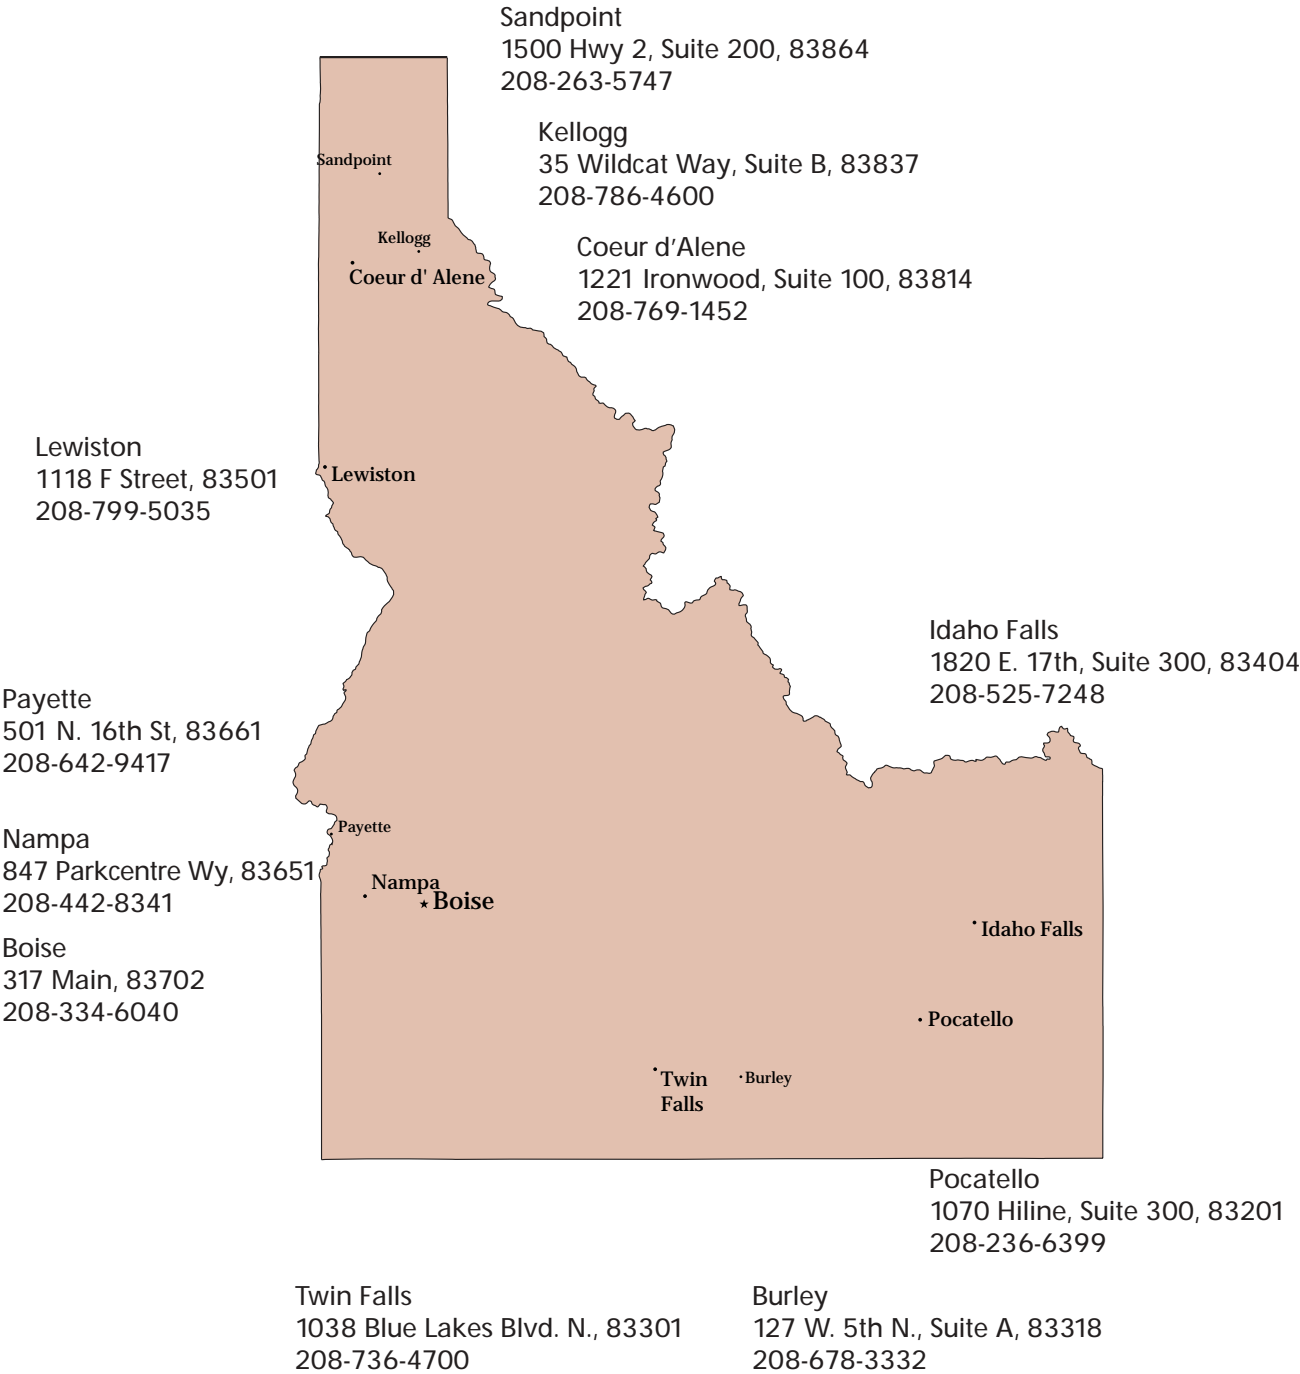 Sandpoint
1500 Hwy 2, Suite 200, 83864
208-263-5747
Kellogg
35 Wildcat Way, Suite B, 83837
208-786-4600
Coeur d'Alene
1221 Ironwood, Suite 100, 83814
208-769-1452
Sandpoint
Kellogg
Coeur d' Alene
Lewiston
1118 F Street, 83501
208-799-5035
Lewiston
Idaho Falls
1820 E. 17th, Suite 300, 83404
208-525-7248
Payette
501 N. 16th St, 83661
208-642-9417
Payette
Nampa
847 Parkcentre Wy, 83651
208-442-8341
Nampa
Boise
Boise
317 Main, 83702
208-334-6040
Idaho Falls
Pocatello
Twin
Falls
Burley
Pocatello
1070 Hiline, Suite 300, 83201
208-236-6399
Twin Falls
1038 Blue Lakes Blvd. N., 83301
208-736-4700
Burley
127 W. 5th N., Suite A, 83318
208-678-3332